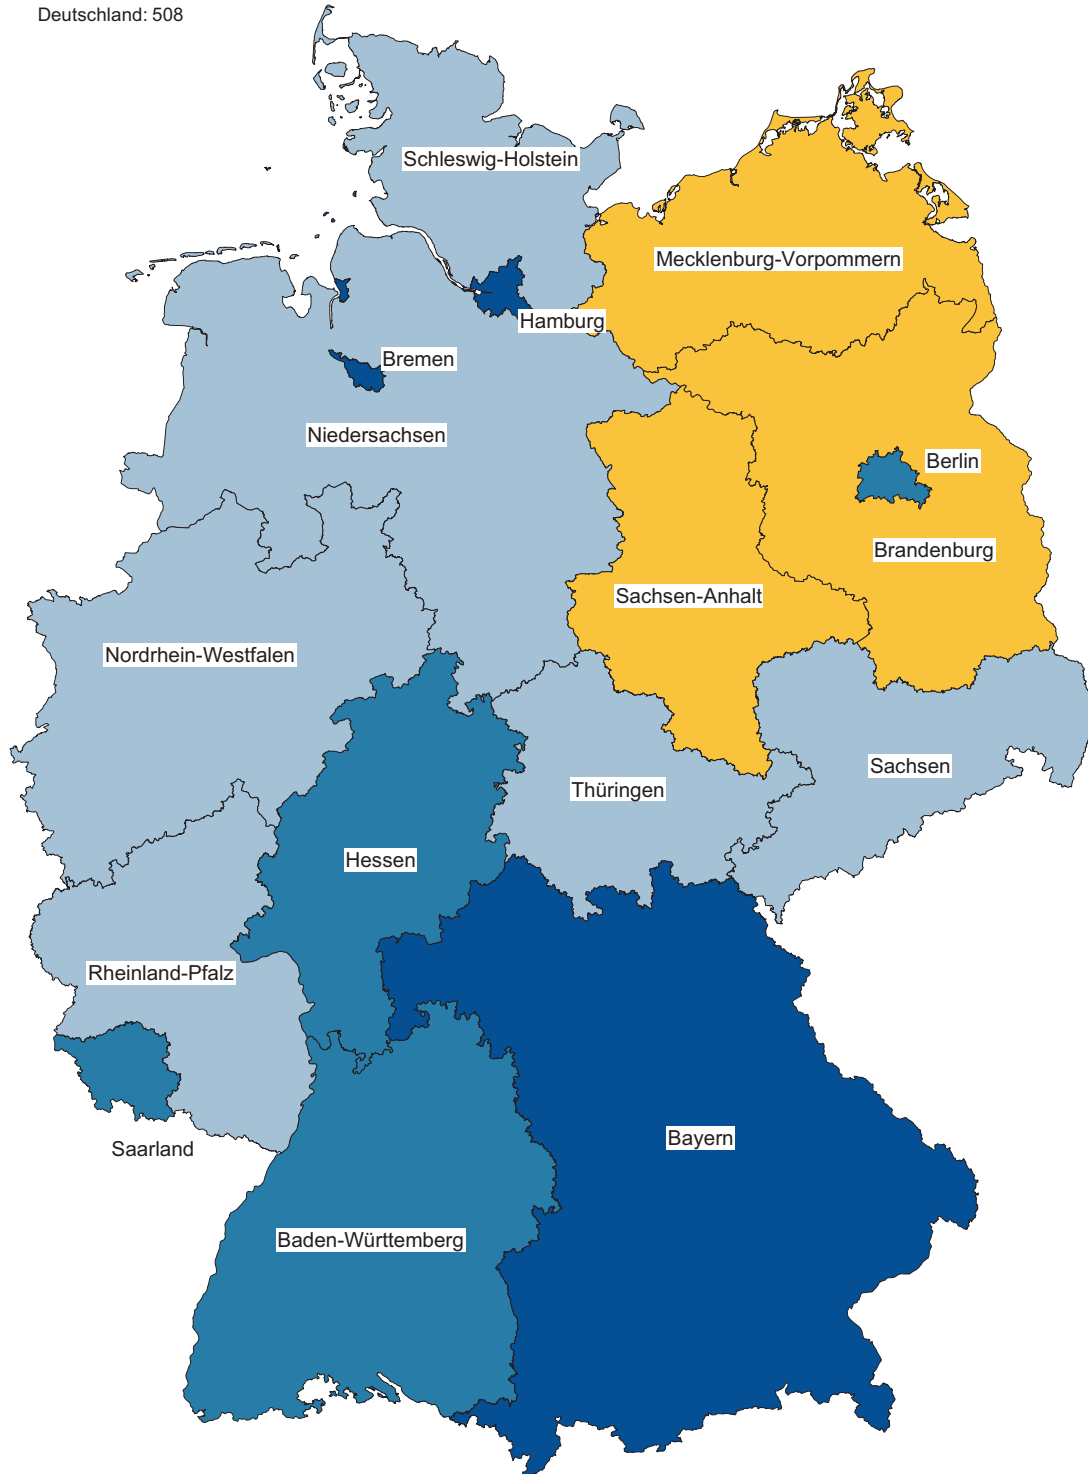 Deutschland: 508
Schleswig-Holstein
Mecklenburg-Vorpommern
Hamburg
Bremen
Niedersachsen
Berlin
Brandenburg
Sachsen-Anhalt
Nordrhein-Westfalen
Sachsen
Thüringen
Hessen
Rheinland-Pfalz
Bayern
Saarland
Baden-Württemberg